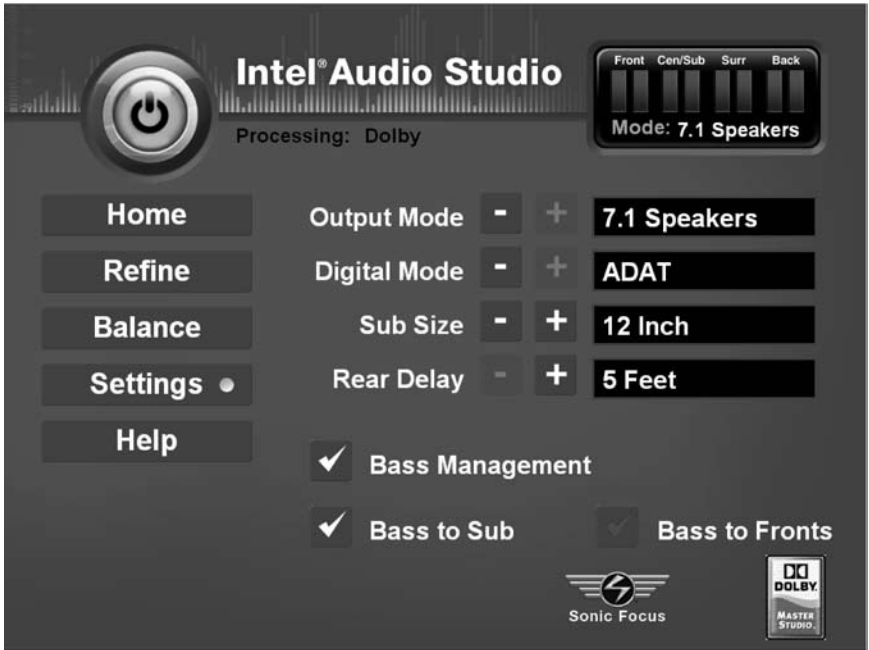 Intel® Audio Studio
Processing: Dolby
Front Cen/Sub Surr Back
Mode: 7.1 Speakers
Home
Refine
Balance
Settings
Help
Output Mode - + 7.1 Speakers
Digital Mode - + ADAT
Sub Size - + 12 Inch
Rear Delay - + 5 Feet
Bass Management
Bass to Sub
Bass to Fronts
Sonic Focus
DOLBY
MASTER
STUDIO